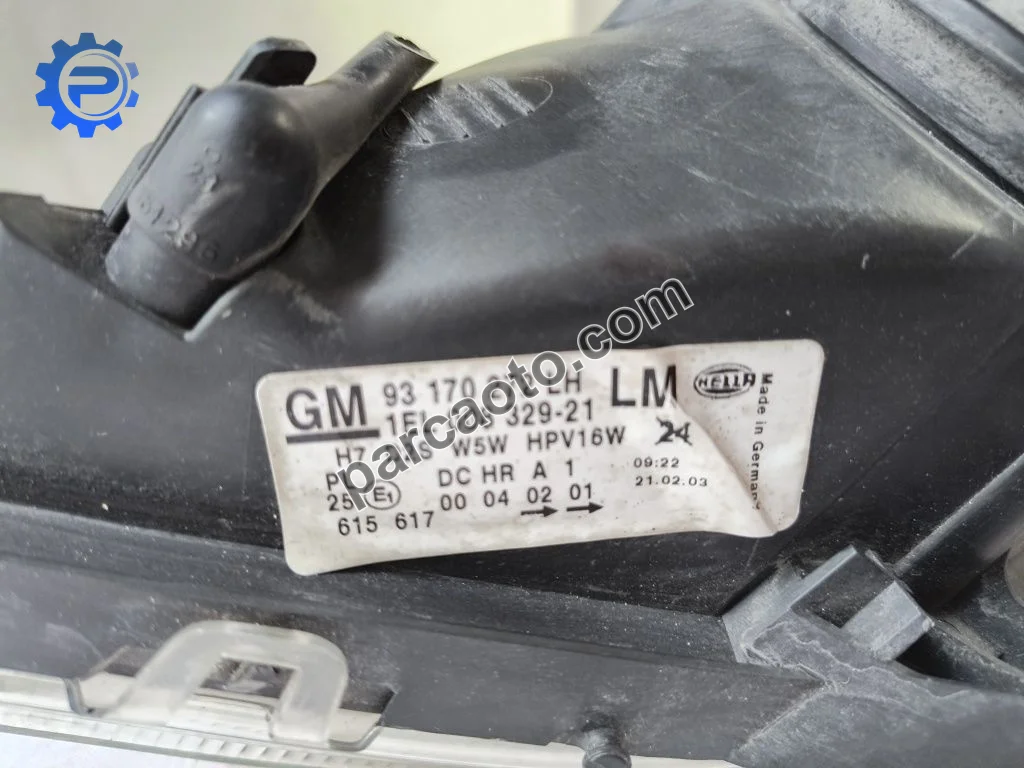 P
01290
parcaoto.com
GM 93 170 LH LM HELLA
329-21
H7 W5W HPV16W 24
DC HR A 1 09:22
25 E1 00 04 02 01 21.02.03
615 617
Made in Germany